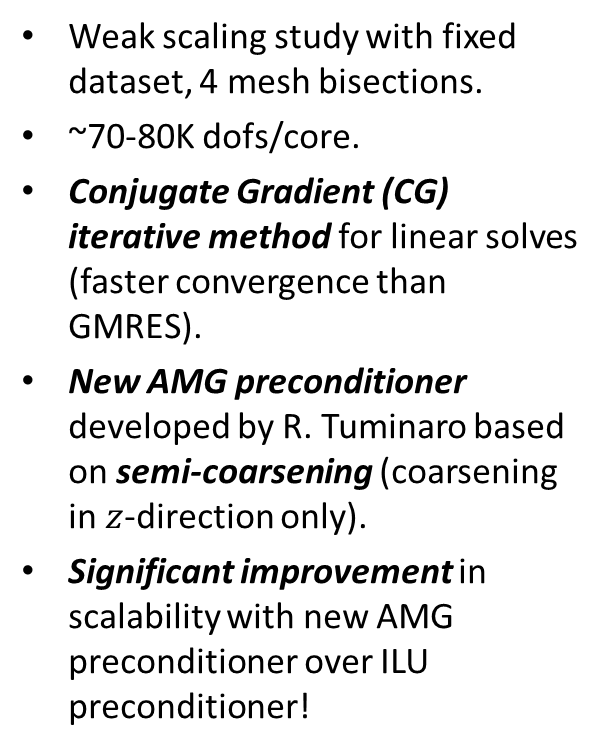 • Weak scaling study with fixed
dataset, 4 mesh bisections.
• ~70-80K dofs/core.
• Conjugate Gradient (CG)
iterative method for linear solves
(faster convergence than
GMRES).
• New AMG preconditioner
developed by R. Tuminaro based
on semi-coarsening (coarsening
in z-direction only).
• Significant improvement in
scalability with new AMG
preconditioner over ILU
preconditioner!